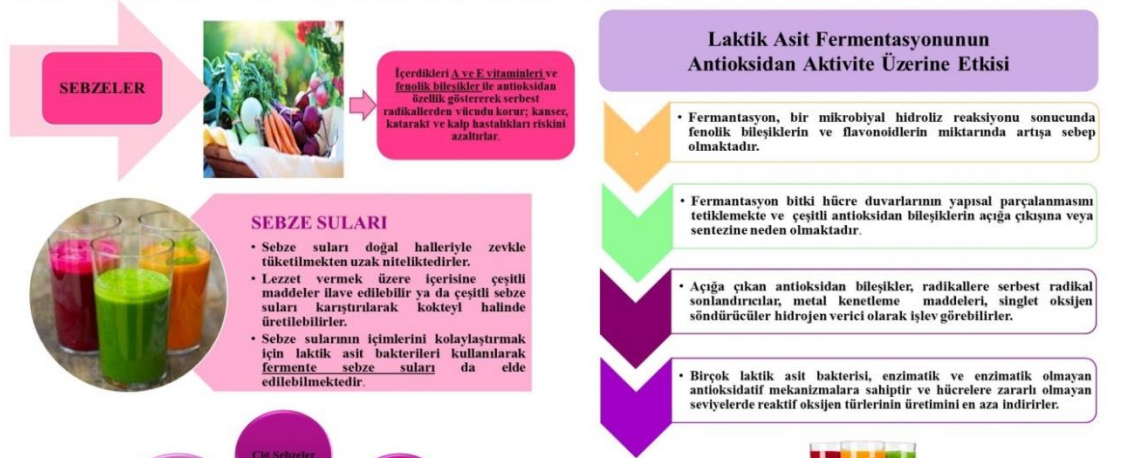 SEBZELER
İçerdikleri A ve E vitaminleri ve
fenolik bileşikler ile antioksidan
özellik göstererek serbest
radikallerden vücudu korur; kanser,
katarakt ve kalp hastalıkları riskini
azaltırlar.
SEBZE SULARI
• Sebze suları doğal halleriyle zevkle
tüketilmekten uzak niteliktedirler.
• Lezzet vermek üzere içerisine çeşitli
maddeler ilave edilebilir ya da çeşitli sebze
suları karıştırılarak kokteyl halinde
üretilebilirler.
• Sebze sularının içimlerini kolaylaştırmak
için laktik asit bakterileri kullanılarak
fermente sebze suları da elde
edilebilmektedir.
Çiğ Sebzeler
Laktik Asit Fermentasyonunun
Antioksidan Aktivite Üzerine Etkisi
• Fermantasyon, bir mikrobiyal hidroliz reaksiyonu sonucunda
fenolik bileşiklerin ve flavonoidlerin miktarında artışa sebep
olmaktadır.
• Fermantasyon bitki hücre duvarlarının yapısal parçalanmasını
tetiklemekte ve çeşitli antioksidan bileşiklerin açığa çıkışına veya
sentezine neden olmaktadır.
• Açığa çıkan antioksidan bileşikler, radikallere serbest radikal
sonlandırıcılar, metal kenetleme maddeleri, singlet oksijen
söndürücüler hidrojen verici olarak işlev görebilirler.
• Birçok laktik asit bakterisi, enzimatik ve enzimatik olmayan
antioksidatif mekanizmalara sahiptir ve hücrelere zararlı olmayan
seviyelerde reaktif oksijen türlerinin üretimini en aza indirirler.